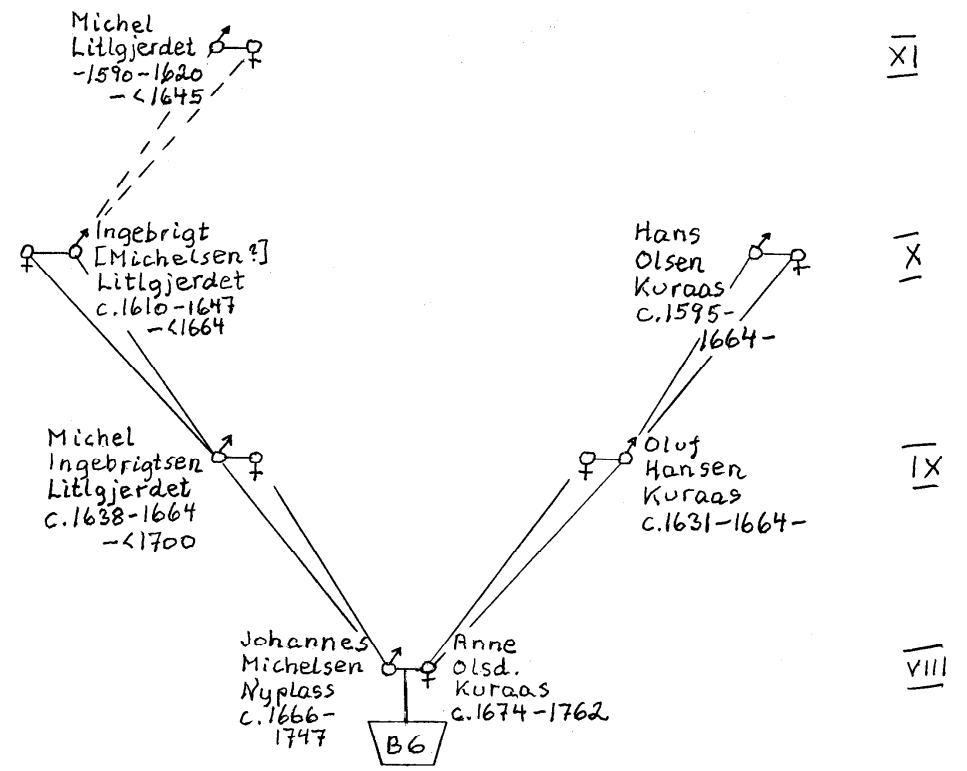 Michel
Litlgjerdet
-1590-1620
-<1645
XI
Ingebrigt
[Michelsen?]
Litlgjerdet
c.1610-1647
-<1664
Hans
Olsen
Kuraas
c.1595-
1664-
X
Michel
Ingebrigtsen
Litlgjerdet
c.1638-1664
-<1700
Oluf
Hansen
Kuraas
c.1631-1664-
IX
Johannes
Michelsen
Nyplass
c.1666-
1747
Anne
Olsd.
Kuraas
c.1674-1762
VIII
B6